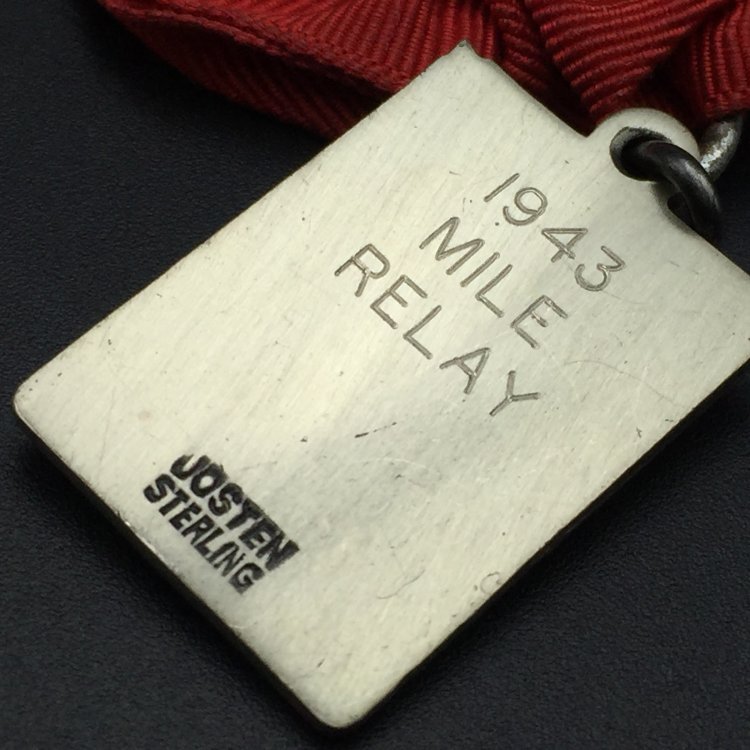 1943
MILE
RELAY
JOSTEN
STERLING